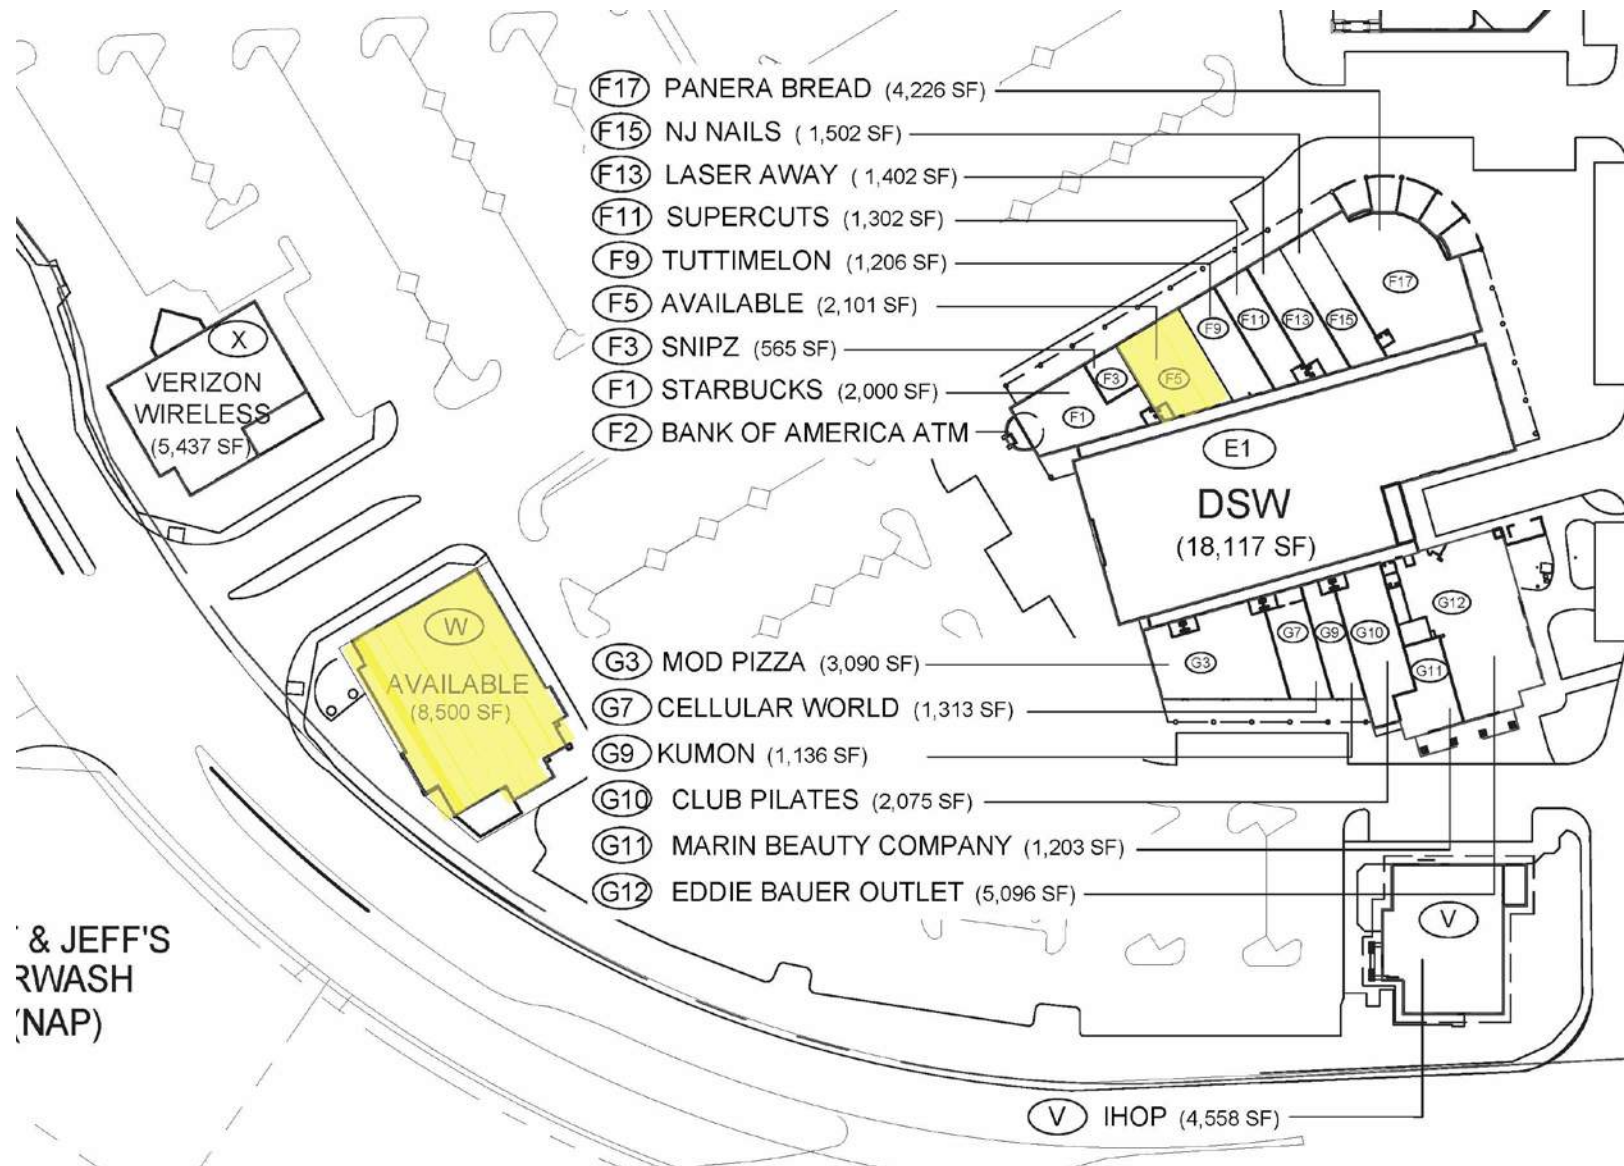 F17 PANERA BREAD (4,226 SF)
F15 NJ NAILS ( 1,502 SF)
F13 LASER AWAY ( 1,402 SF)
F11 SUPERCUTS (1,302 SF)
F9 TUTTIMELON (1,206 SF)
F5 AVAILABLE (2,101 SF)
F3 SNIPZ (565 SF)
F1 STARBUCKS (2,000 SF)
F2 BANK OF AMERICA ATM
X
VERIZON
WIRELESS
(5,437 SF)
F17
F15
F13
F11
F9
F5
F3
F1
E1
DSW
(18,117 SF)
W
AVAILABLE
(8,500 SF)
G3 MOD PIZZA (3,090 SF)
G7 CELLULAR WORLD (1,313 SF)
G9 KUMON (1,136 SF)
G10 CLUB PILATES (2,075 SF)
G11 MARIN BEAUTY COMPANY (1,203 SF)
G12 EDDIE BAUER OUTLET (5,096 SF)
G3
G7
G9
G10
G11
G12
V
& JEFF'S
RWASH
(NAP)
V IHOP (4,558 SF)